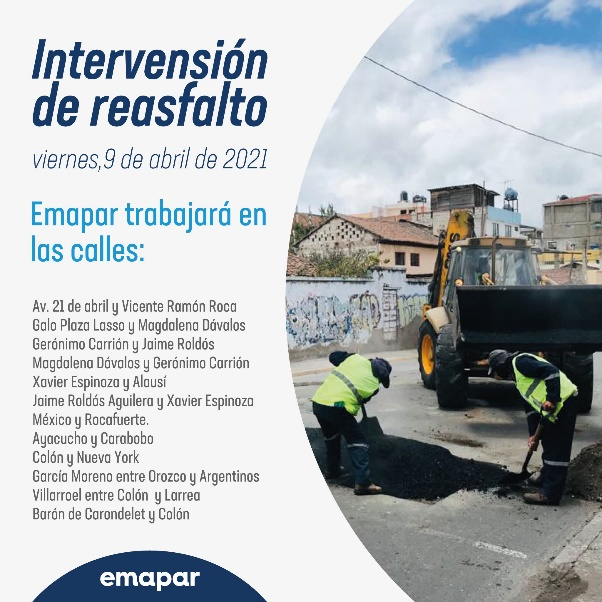 Intervensión
de reasfalto
viernes,9 de abril de 2021
Emapar trabajará en
las calles:
Av. 21 de abril y Vicente Ramón Roca
Galo Plaza Lasso y Magdalena Dávalos
Gerónimo Carrión y Jaime Roldós
Magdalena Dávalos y Gerónimo Carrión
Xavier Espinoza y Alausí
Jaime Roldós Aguilera y Xavier Espinoza
México y Rocafuerte.
Ayacucho y Carabobo
Colón y Nueva York
García Moreno entre Orozco y Argentinos
Villarroel entre Colón y Larrea
Barón de Carondelet y Colón
emapar